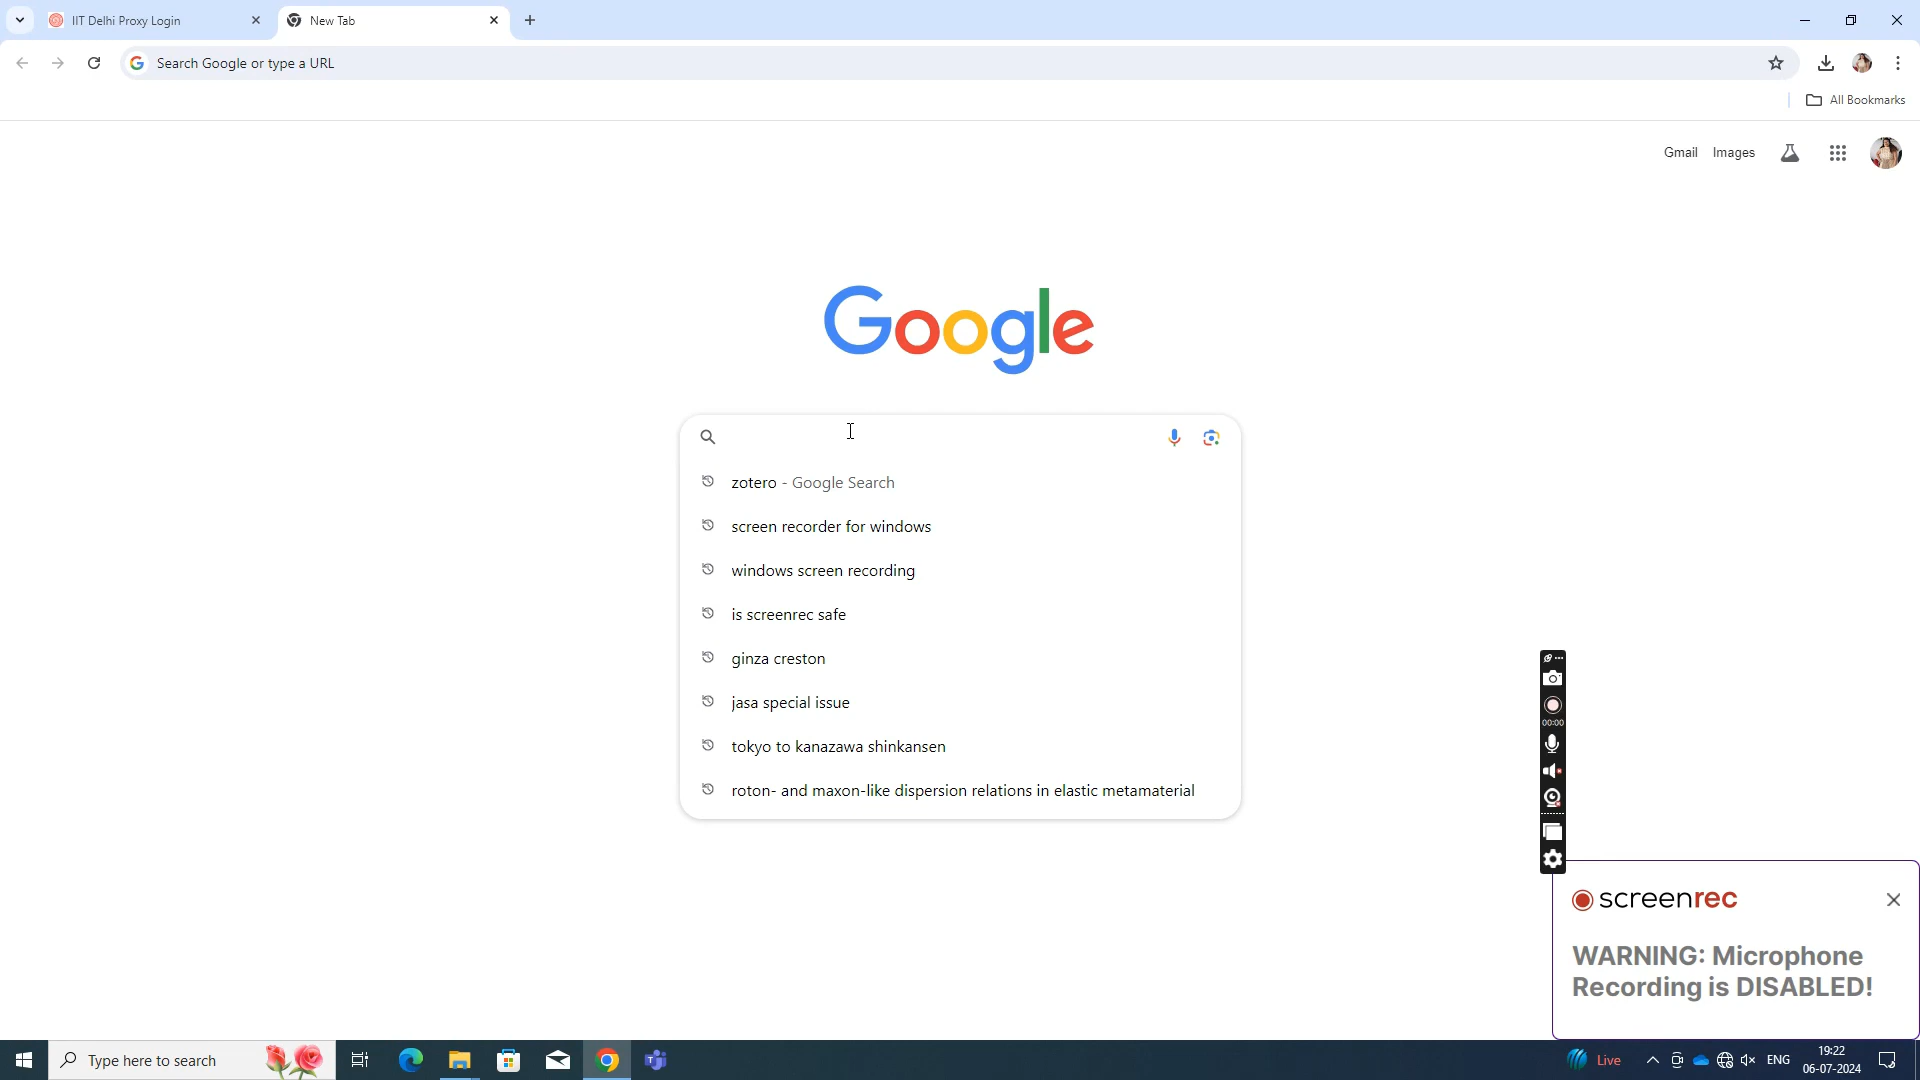 IIT Delhi Proxy Login
New Tab
Search Google or type a URL
All Bookmarks
Gmail
Images
Google
zotero - Google Search
screen recorder for windows
windows screen recording
is screenrec safe
ginza creston
jasa special issue
tokyo to kanazawa shinkansen
roton- and maxon-like dispersion relations in elastic metamaterial
00:00
screenrec
WARNING: Microphone
Recording is DISABLED!
Type here to search
Live
ENG
19:22
06-07-2024